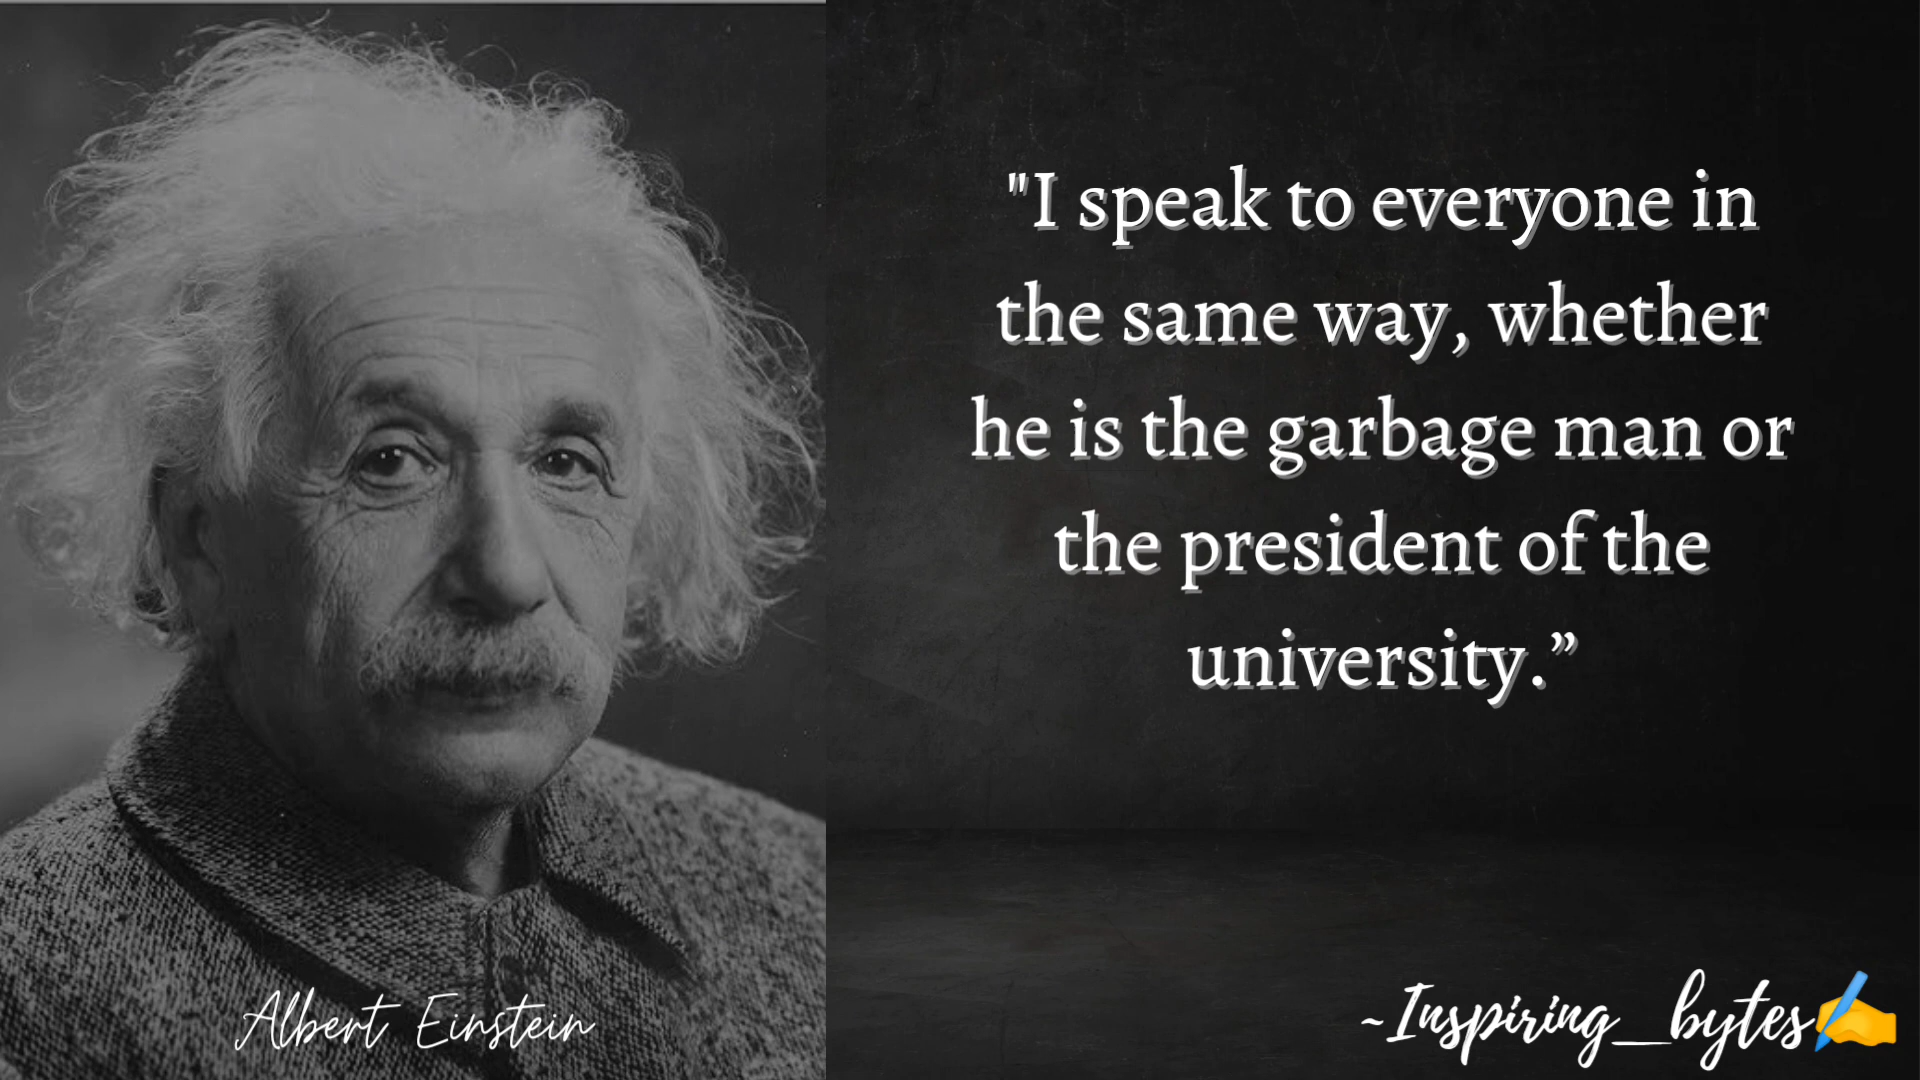 "I speak to everyone in
the same way, whether
he is the garbage man or
the president of the
university.”
Albert Einstein
~Inspiring__bytes✍️